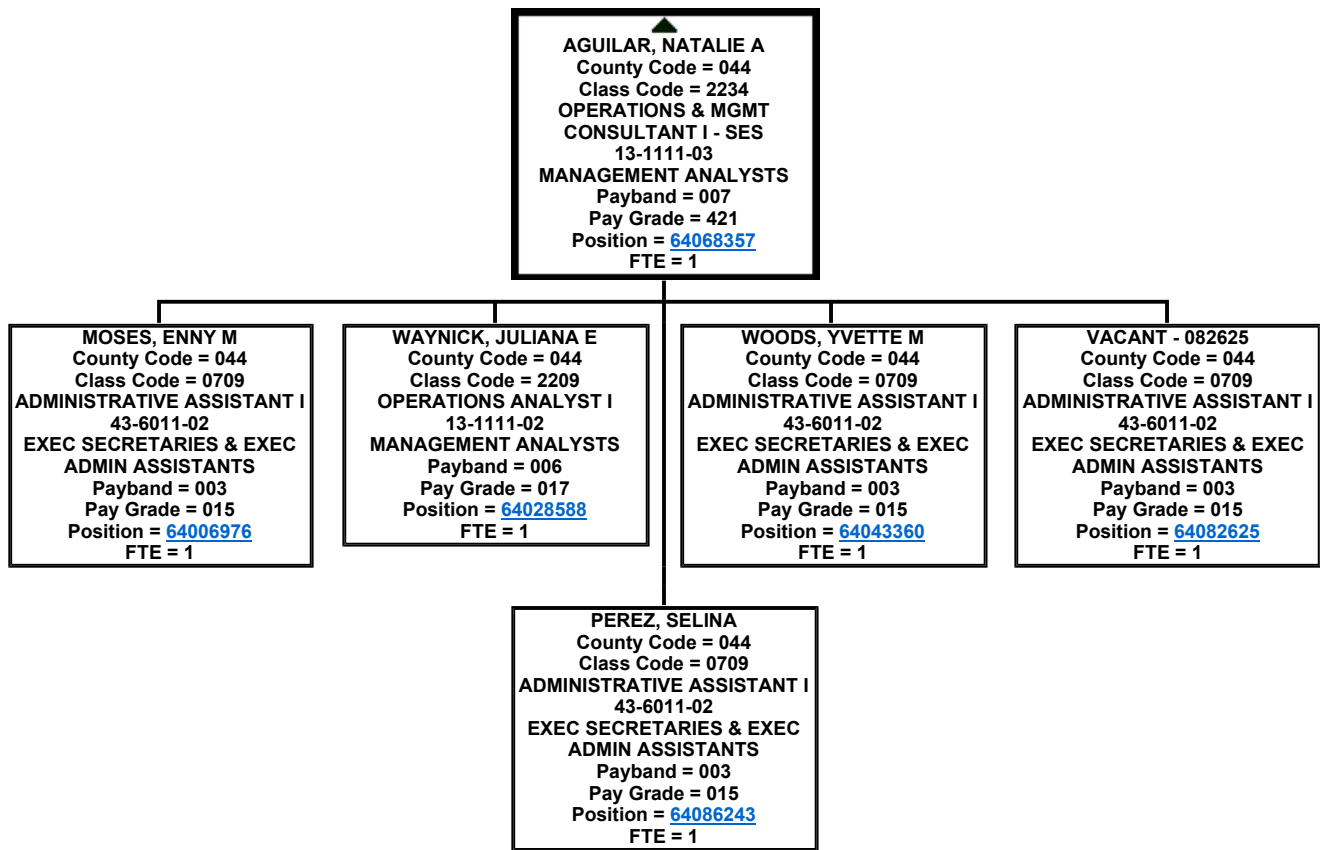 AGUILAR, NATALIE A
County Code = 044
Class Code = 2234
OPERATIONS & MGMT
CONSULTANT I - SES
13-1111-03
MANAGEMENT ANALYSTS
Payband = 007
Pay Grade = 421
Position = 64068357
FTE = 1
MOSES, ENNY M
County Code = 044
Class Code = 0709
ADMINISTRATIVE ASSISTANT I
43-6011-02
EXEC SECRETARIES & EXEC
ADMIN ASSISTANTS
Payband = 003
Pay Grade = 015
Position = 64006976
FTE = 1
WAYNICK, JULIANA E
County Code = 044
Class Code = 2209
OPERATIONS ANALYST I
13-1111-02
MANAGEMENT ANALYSTS
Payband = 006
Pay Grade = 017
Position = 64028588
FTE = 1
WOODS, YVETTE M
County Code = 044
Class Code = 0709
ADMINISTRATIVE ASSISTANT I
43-6011-02
EXEC SECRETARIES & EXEC
ADMIN ASSISTANTS
Payband = 003
Pay Grade = 015
Position = 64043360
FTE = 1
VACANT - 082625
County Code = 044
Class Code = 0709
ADMINISTRATIVE ASSISTANT I
43-6011-02
EXEC SECRETARIES & EXEC
ADMIN ASSISTANTS
Payband = 003
Pay Grade = 015
Position = 64082625
FTE = 1
PEREZ, SELINA
County Code = 044
Class Code = 0709
ADMINISTRATIVE ASSISTANT I
43-6011-02
EXEC SECRETARIES & EXEC
ADMIN ASSISTANTS
Payband = 003
Pay Grade = 015
Position = 64086243
FTE = 1